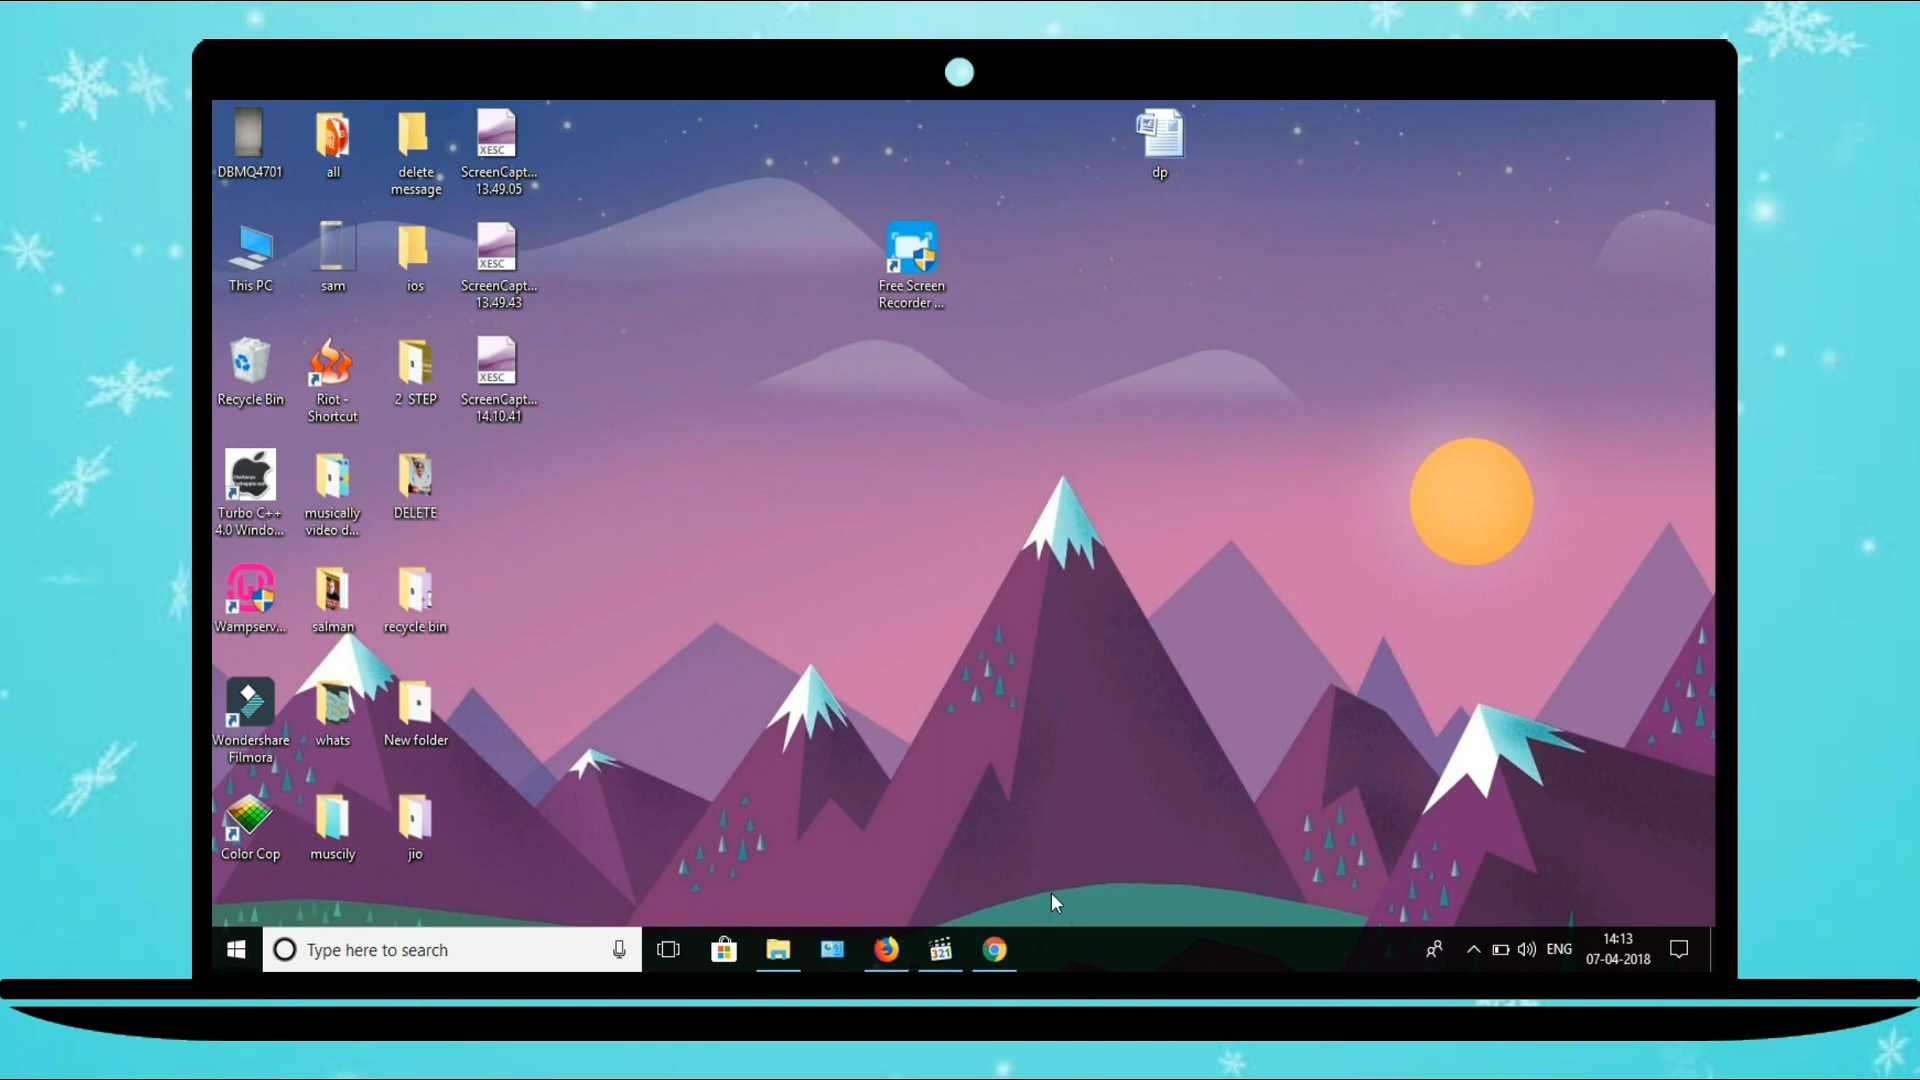 DBMQ4701
all
delete
message
XESC
ScreenCapt...
13.49.05
dp
This PC
sam
ios
XESC
ScreenCapt...
13.49.43
Free Screen
Recorder ...
Recycle Bin
Riot -
Shortcut
2 STEP
XESC
ScreenCapt...
14.10.41
Turbo C++
4.0 Windo...
musically
video d...
DELETE
Wampserv...
salman
recycle bin
Wondershare
Filmora
whats
New folder
Color Cop
muscily
jio
Type here to search
321
ENG
14:13
07-04-2018